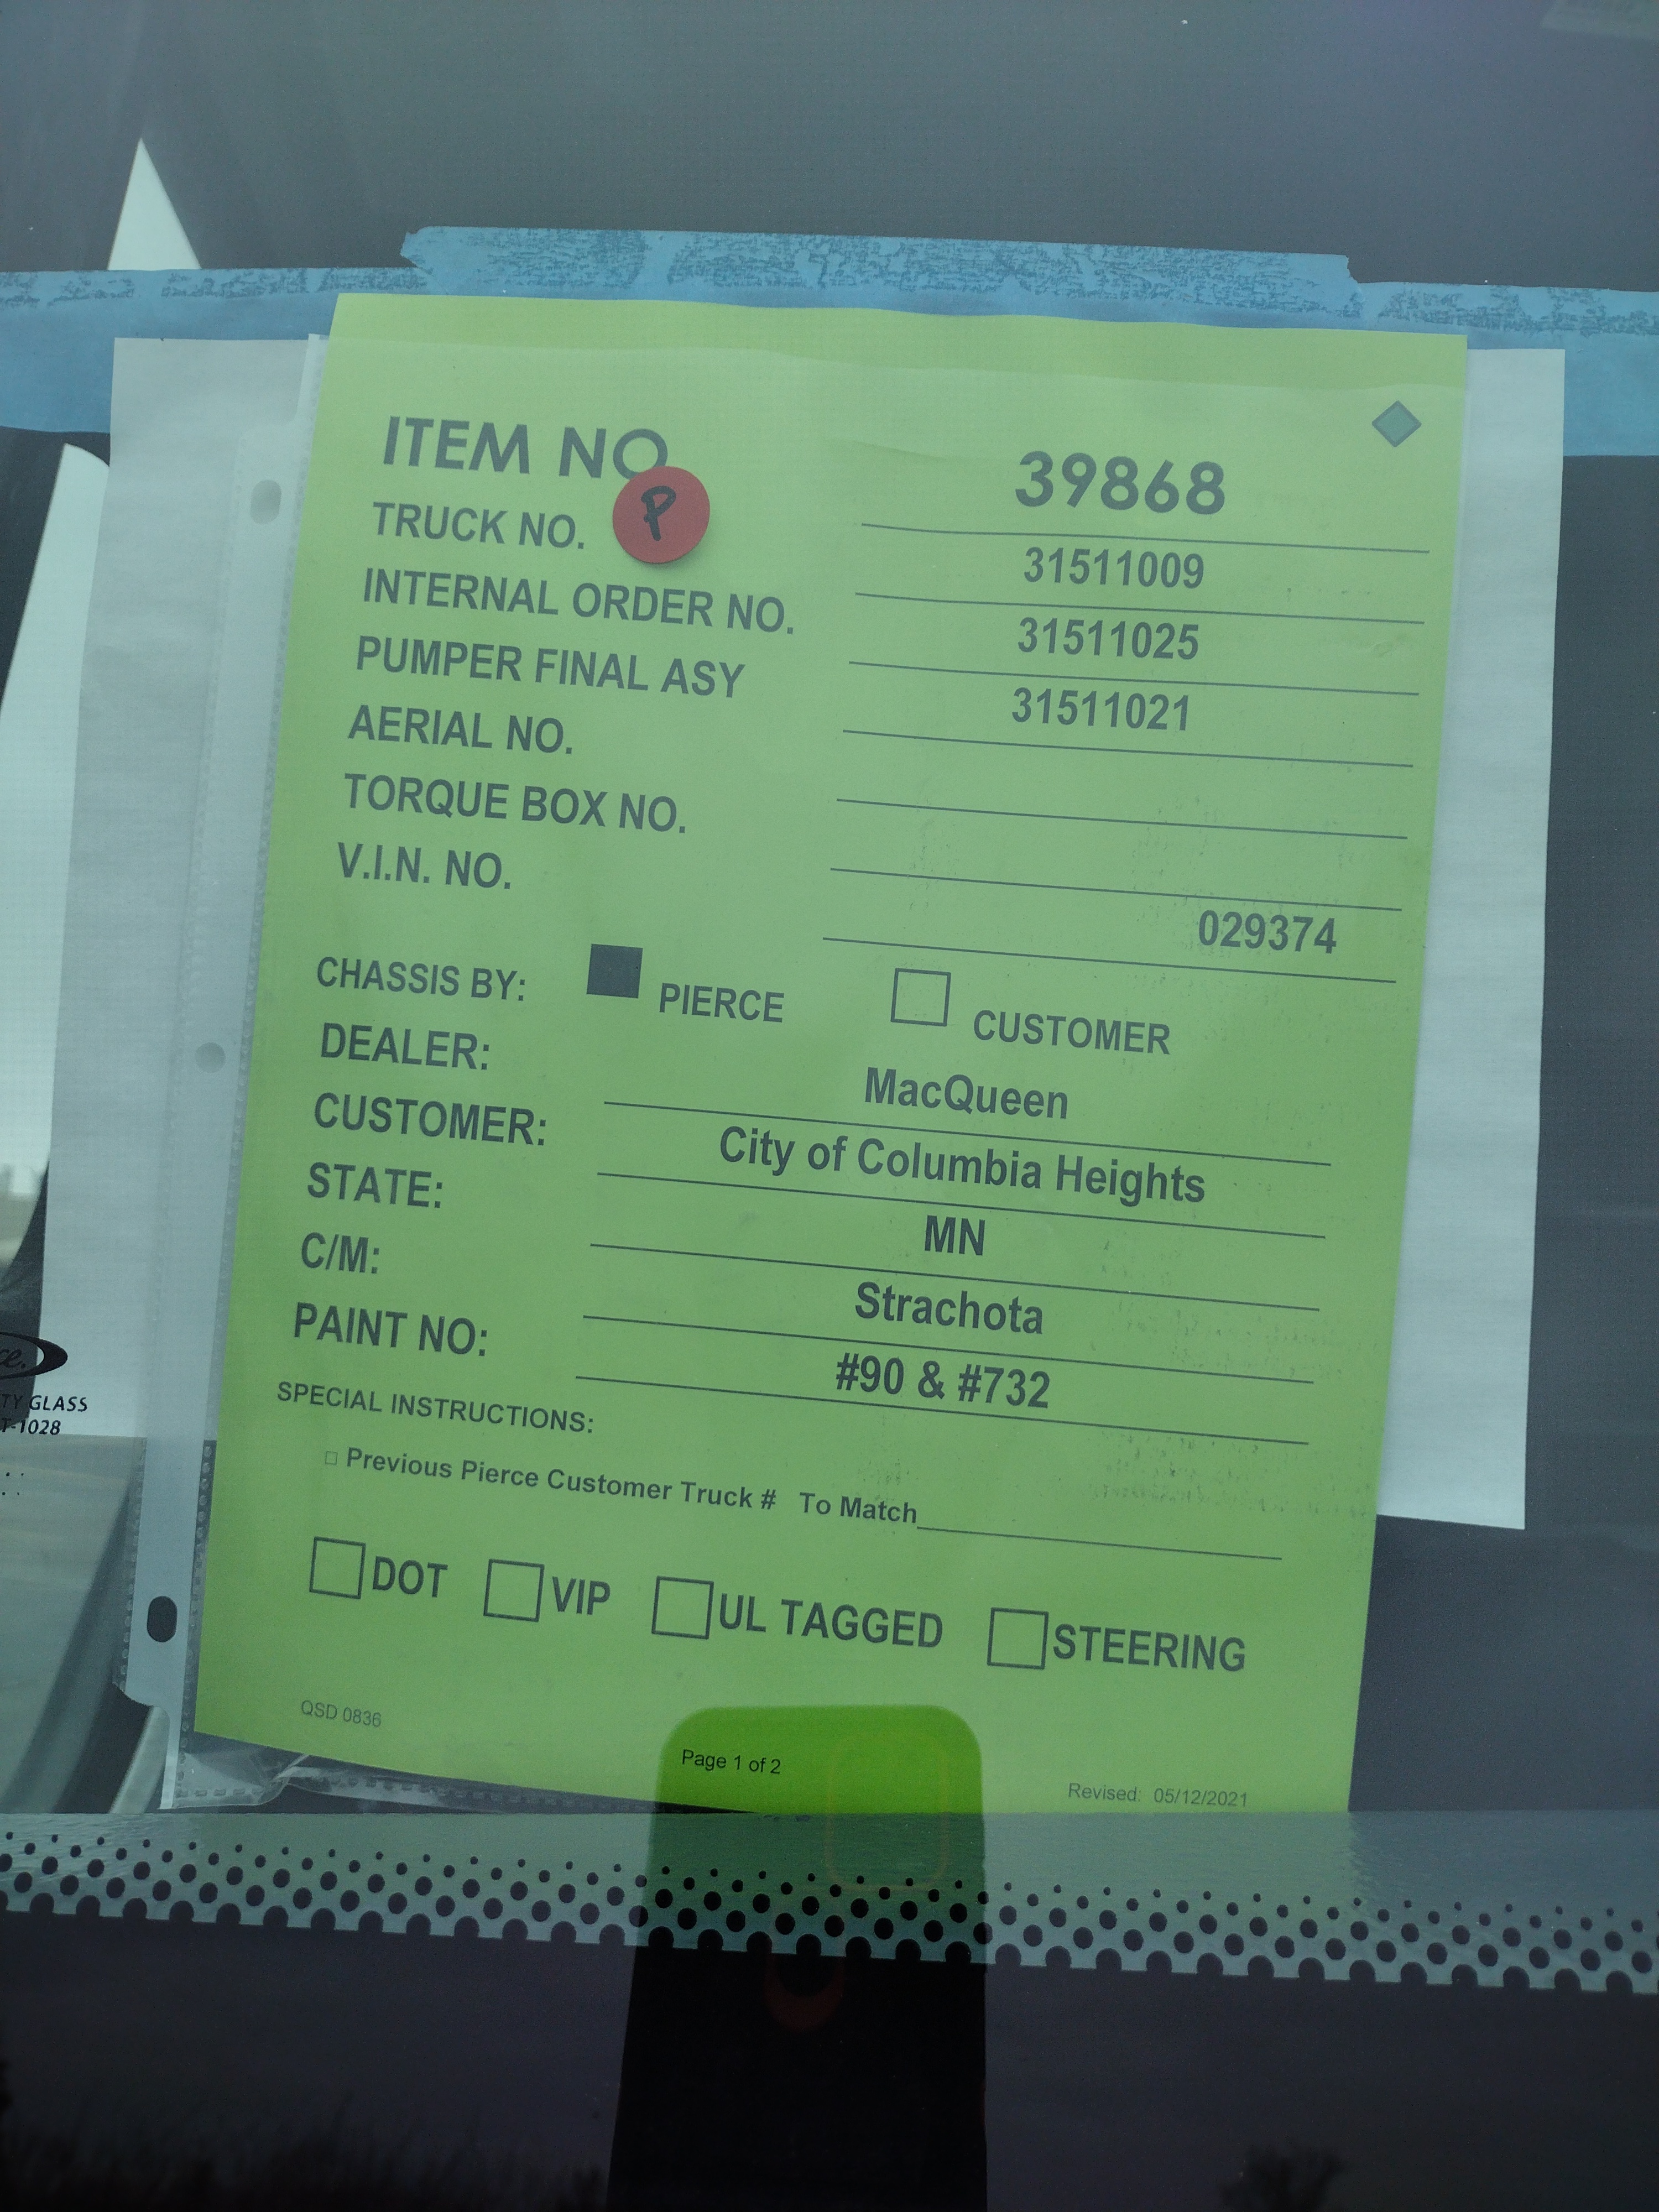 ITEM NO 39868
P
TRUCK NO. 31511009
INTERNAL ORDER NO. 31511025
PUMPER FINAL ASY 31511021
AERIAL NO.
TORQUE BOX NO.
V.I.N. NO. 029374
CHASSIS BY: PIERCE CUSTOMER
DEALER: MacQueen
CUSTOMER: City of Columbia Heights
STATE: MN
C/M: Strachota
PAINT NO: #90 & #732
SPECIAL INSTRUCTIONS:
Previous Pierce Customer Truck # To Match
DOT VIP UL TAGGED STEERING
QSD 0836
Page 1 of 2
Revised: 05/12/2021
GLASS
-1028